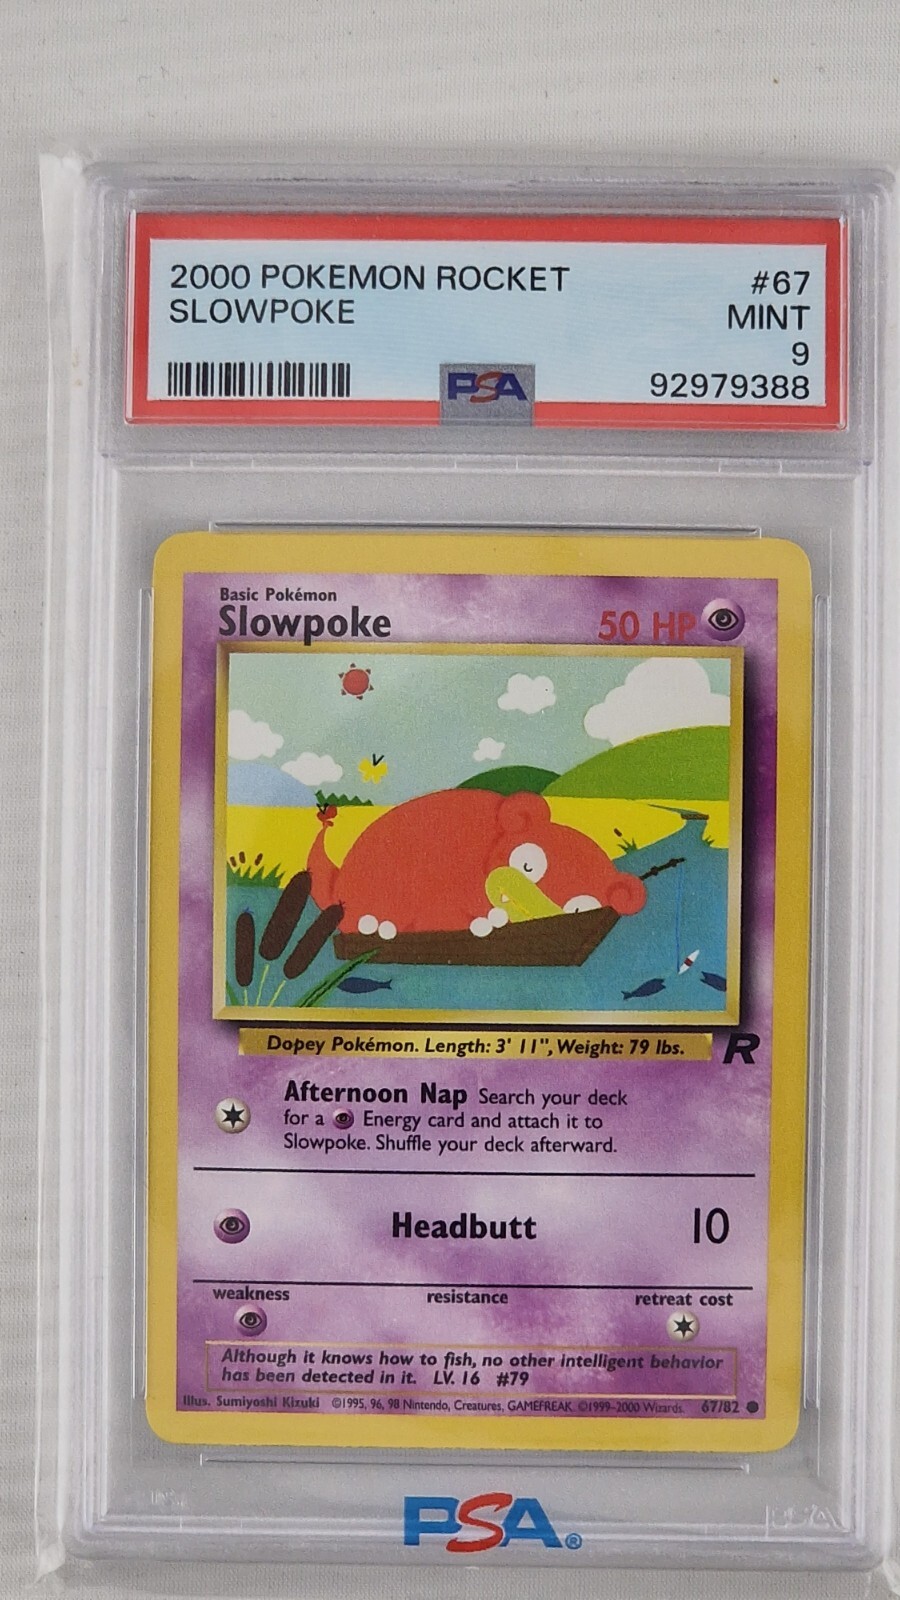 2000 POKEMON ROCKET #67
SLOWPOKE MINT
9
PSA 92979388
Basic Pokémon
Slowpoke 50 HP
Dopey Pokémon. Length: 3' 11", Weight: 79 lbs.
R
Afternoon Nap Search your deck
for a Energy card and attach it to
Slowpoke. Shuffle your deck afterward.
Headbutt 10
weakness resistance retreat cost
Although it knows how to fish, no other intelligent behavior
has been detected in it. LV. 16 #79
Illus. Sumiyoshi Kizuki ©1995, 96, 98 Nintendo, Creatures, GAMEFREAK. ©1999-2000 Wizards. 67/82
PSA®